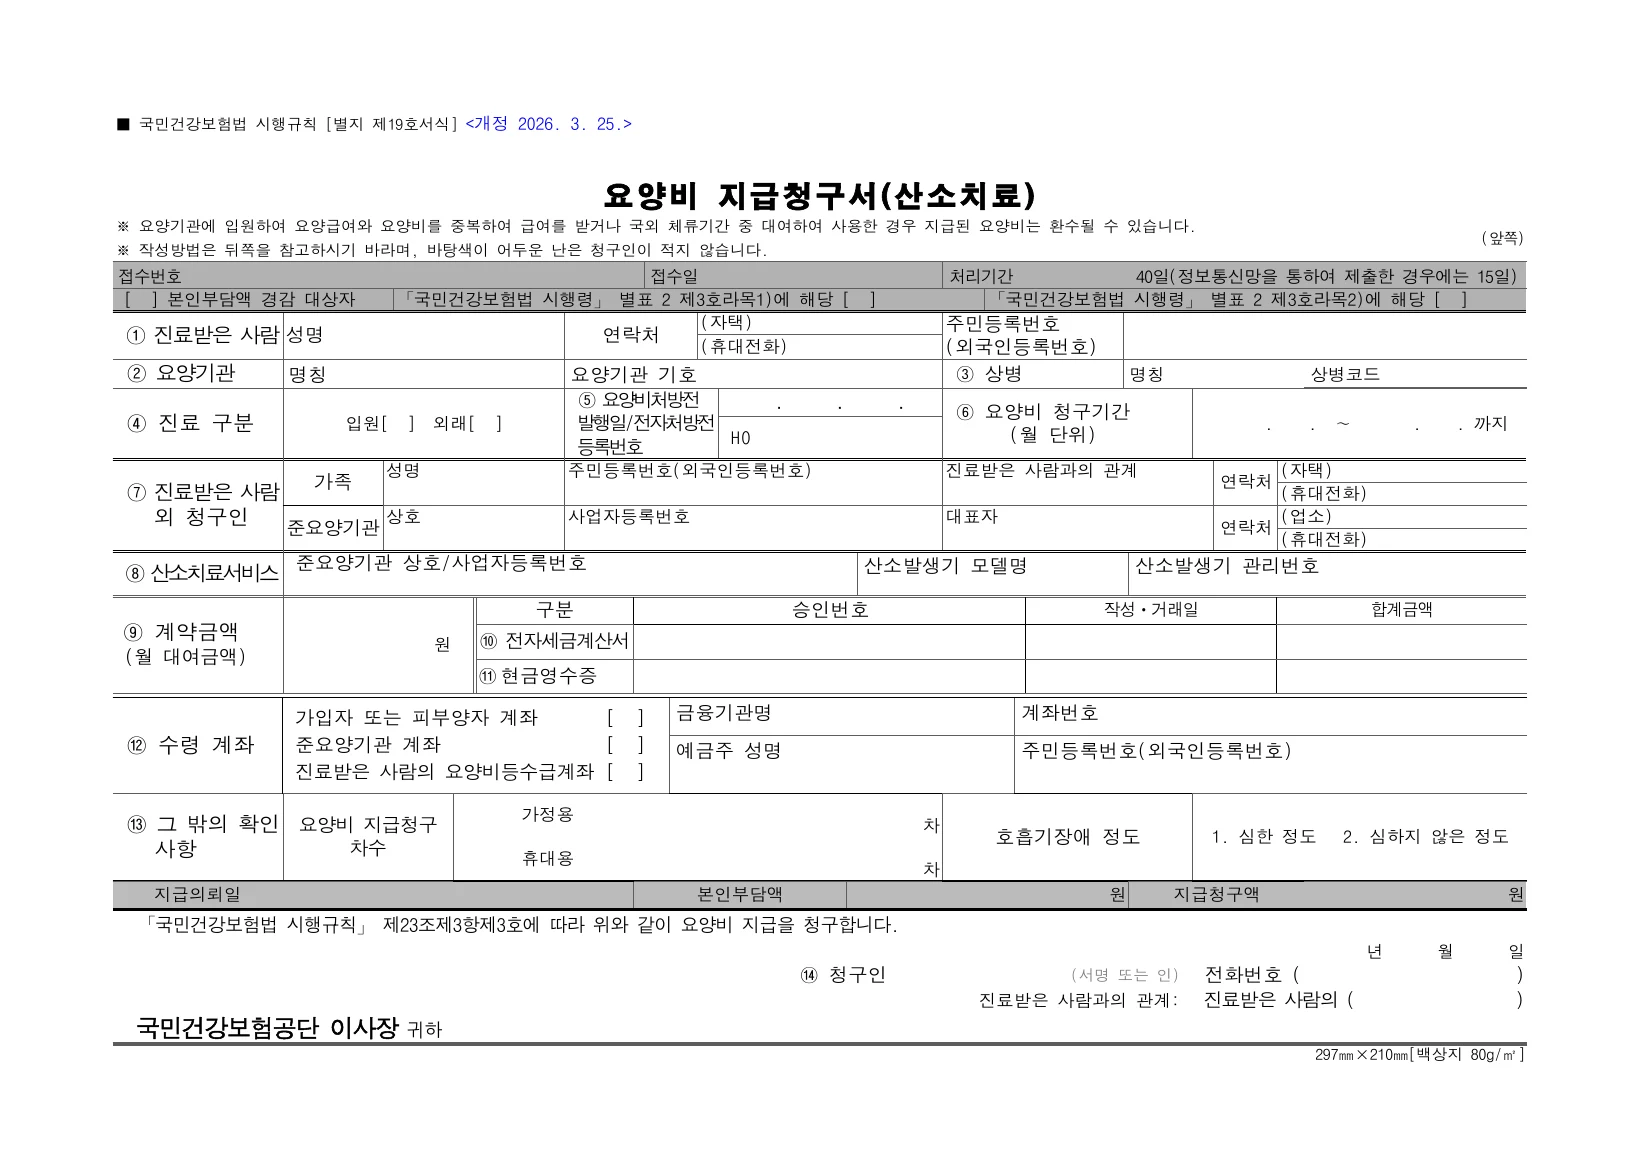 ■ 국민건강보험법 시행규칙 [별지 제19호서식] <개정 2026. 3. 25.>
요양비 지급청구서(산소치료)
※ 요양기관에 입원하여 요양급여와 요양비를 중복하여 급여를 받거나 국외 체류기간 중 대여하여 사용한 경우 지급된 요양비는 환수될 수 있습니다.
※ 작성방법은 뒤쪽을 참고하시기 바라며, 바탕색이 어두운 난은 청구인이 적지 않습니다.
(앞쪽)
접수번호 접수일 처리기간 40일(정보통신망을 통하여 제출한 경우에는 15일)
[ ] 본인부담액 경감 대상자 「국민건강보험법 시행령」 별표 2 제3호라목1)에 해당 [ ] 「국민건강보험법 시행령」 별표 2 제3호라목2)에 해당 [ ]
① 진료받은 사람 성명 연락처 (자택) (휴대전화) 주민등록번호 (외국인등록번호)
② 요양기관 명칭 요양기관 기호 ③ 상병 명칭 상병코드
④ 진료 구분 입원[ ] 외래[ ] ⑤ 요양비처방전 발행일/전자처방전 등록번호 . . . H0 ⑥ 요양비 청구기간 (월 단위) . . ~ . . 까지
⑦ 진료받은 사람 외 청구인
가족 성명 주민등록번호(외국인등록번호) 진료받은 사람과의 관계 연락처 (자택) (휴대전화)
준요양기관 상호 사업자등록번호 대표자 연락처 (업소) (휴대전화)
⑧ 산소치료서비스 준요양기관 상호/사업자등록번호 산소발생기 모델명 산소발생기 관리번호
⑨ 계약금액 (월 대여금액) 원
구분 승인번호 작성·거래일 합계금액
⑩ 전자세금계산서
⑪ 현금영수증
⑫ 수령 계좌
가입자 또는 피부양자 계좌 [ ]
준요양기관 계좌 [ ]
진료받은 사람의 요양비등수급계좌 [ ]
금융기관명 계좌번호
예금주 성명 주민등록번호(외국인등록번호)
⑬ 그 밖의 확인 사항
요양비 지급청구 차수 가정용 차
휴대용 차
호흡기장애 정도 1. 심한 정도 2. 심하지 않은 정도
지급의뢰일 본인부담액 원 지급청구액 원
「국민건강보험법 시행규칙」 제23조제3항제3호에 따라 위와 같이 요양비 지급을 청구합니다.
년 월 일
⑭ 청구인 (서명 또는 인) 전화번호 ( )
진료받은 사람과의 관계: 진료받은 사람의 ( )
국민건강보험공단 이사장 귀하
297㎜×210㎜[백상지 80g/㎡]